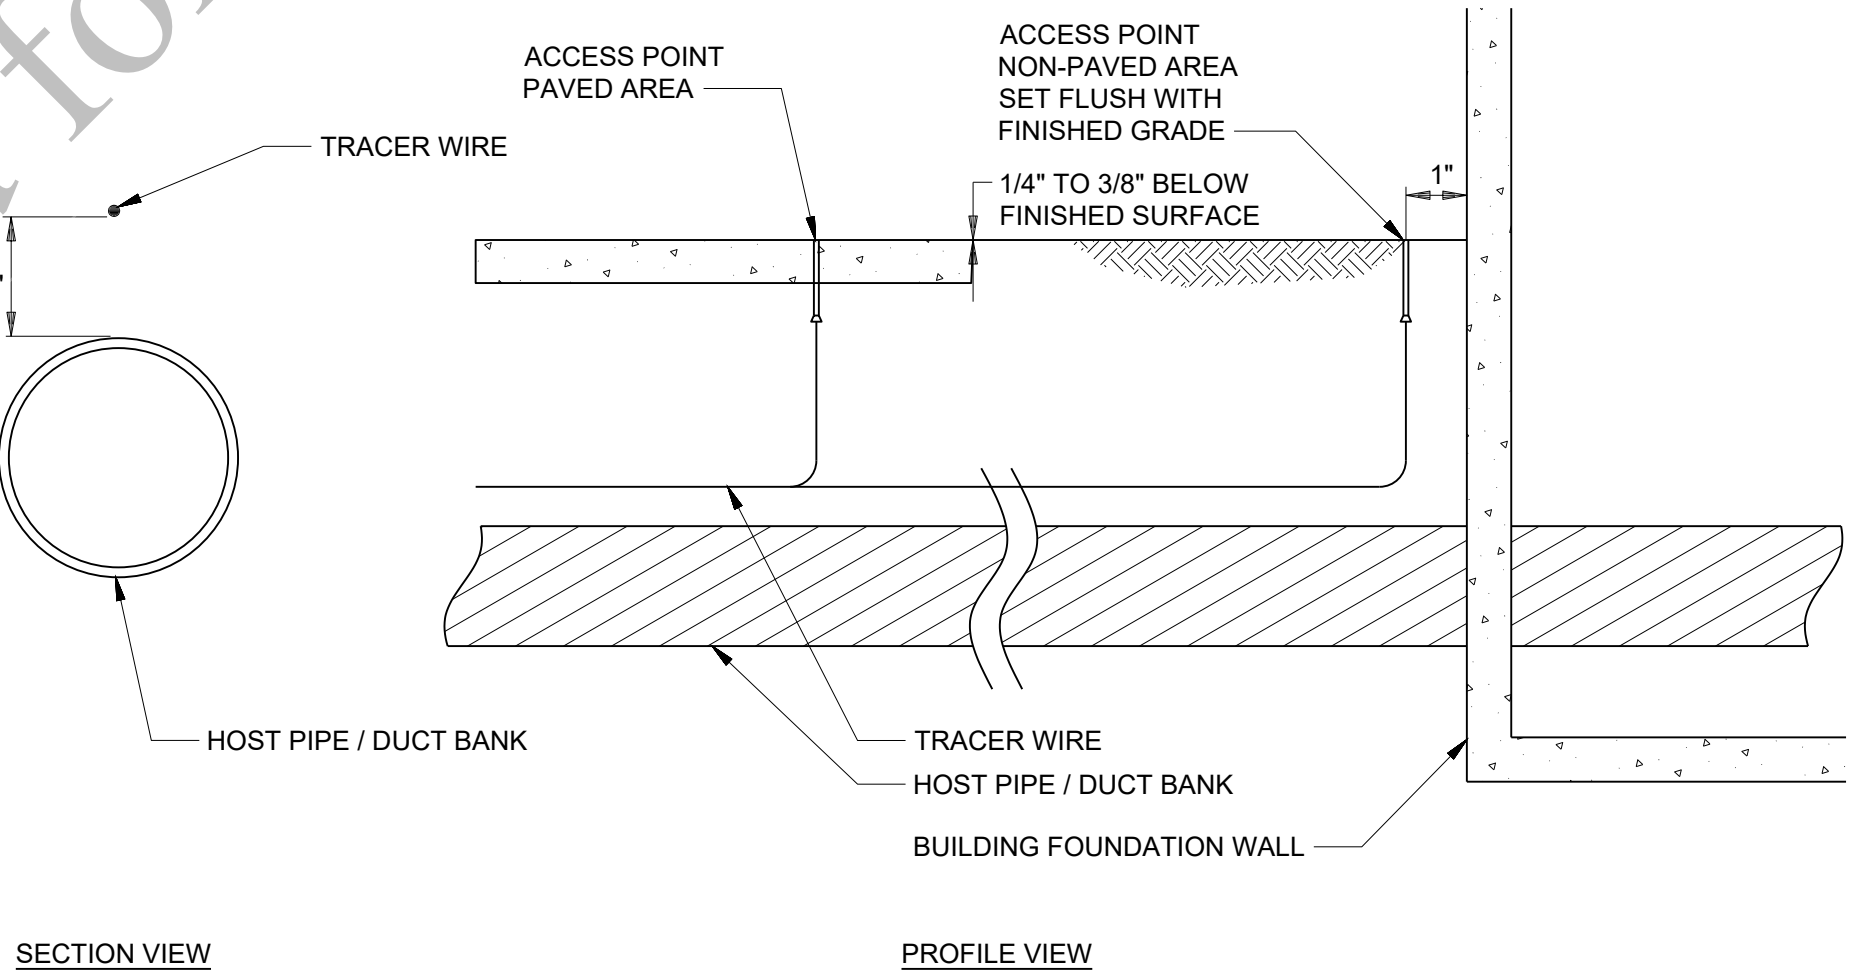 for
ACCESS POINT
PAVED AREA
ACCESS POINT
NON-PAVED AREA
SET FLUSH WITH
FINISHED GRADE
TRACER WIRE
1/4" TO 3/8" BELOW
FINISHED SURFACE
1"
TRACER WIRE
HOST PIPE / DUCT BANK
HOST PIPE / DUCT BANK
BUILDING FOUNDATION WALL
SECTION VIEW
PROFILE VIEW